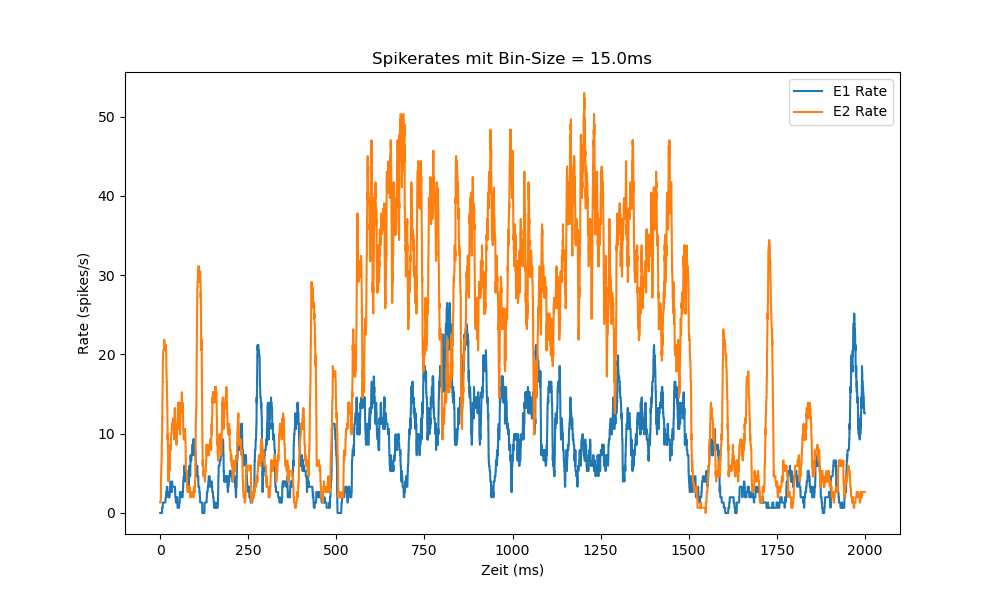 Spikerates mit Bin-Size = 15.0ms
E1 Rate
E2 Rate
Rate (spikes/s)
50
40
30
20
10
0
0 250 500 750 1000 1250 1500 1750 2000
Zeit (ms)